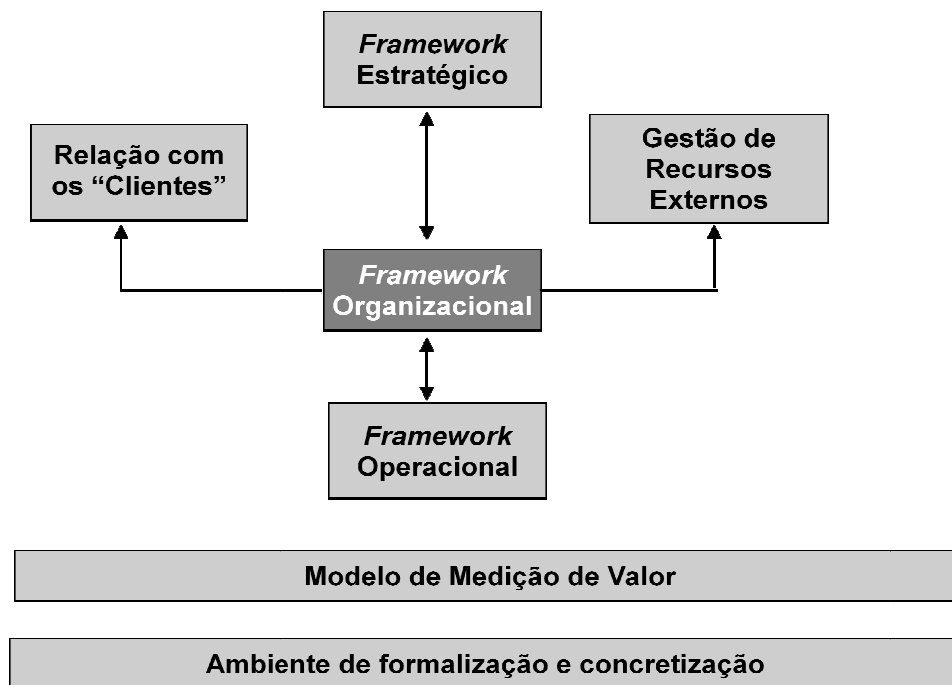 Framework
Estratégico
Relação com
os “Clientes”
Gestão de
Recursos
Externos
Framework
Organizacional
Framework
Operacional
Modelo de Medição de Valor
Ambiente de formalização e concretização